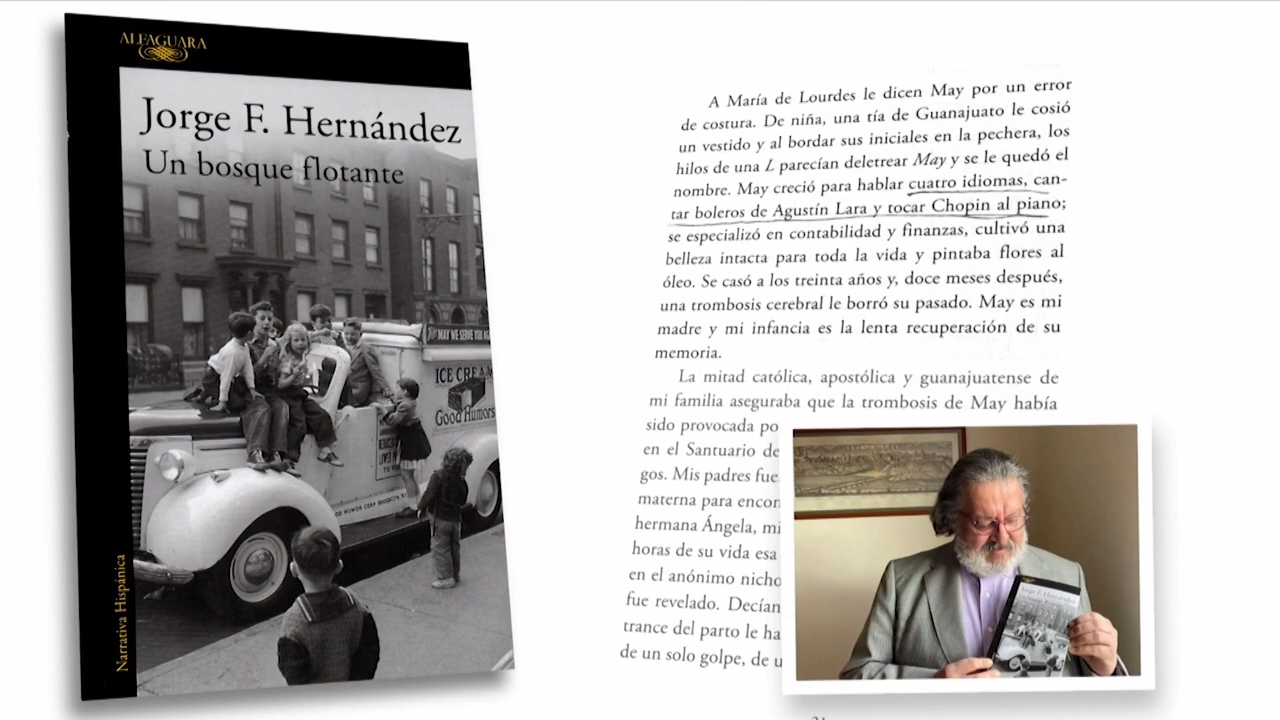 ALFAGUARA
Jorge F. Hernández
Un bosque flotante
MAY WE SERVE YOU
ICE CREAM
Good Humors
Narrativa Hispánica
A María de Lourdes le dicen May por un error
de costura. De niña, una tía de Guanajuato le cosió
un vestido y al bordar sus iniciales en la pechera, los
hilos de una L parecían deletrear May y se le quedó el
nombre. May creció para hablar cuatro idiomas, can-
tar boleros de Agustín Lara y tocar Chopin al piano;
se especializó en contabilidad y finanzas, cultivó una
belleza intacta para toda la vida y pintaba flores al
óleo. Se casó a los treinta años y, doce meses después,
una trombosis cerebral le borró su pasado. May es mi
madre y mi infancia es la lenta recuperación de su
memoria.
La mitad católica, apostólica y guanajuatense de
mi familia aseguraba que la trombosis de May había
sido provocada po
en el Santuario de
gos. Mis padres fue
materna para encon
hermana Ángela, mi
horas de su vida esa
en el anónimo nicho
fue revelado. Decían
trance del parto le ha
de un solo golpe, de u
Jorge F. Hernández